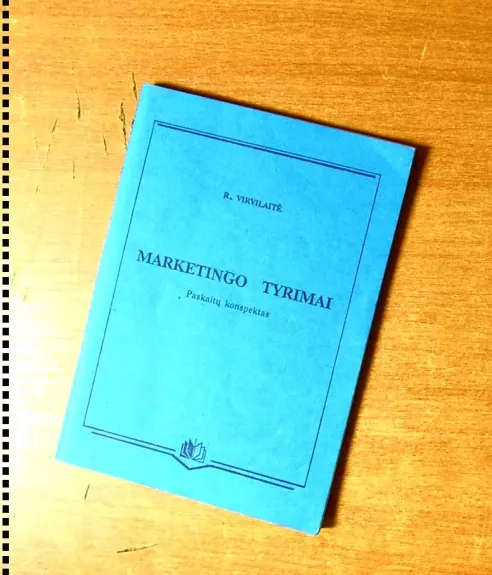 R. VIRVILAITĖ
MARKETINGO TYRIMAI
Paskaitų konspektas